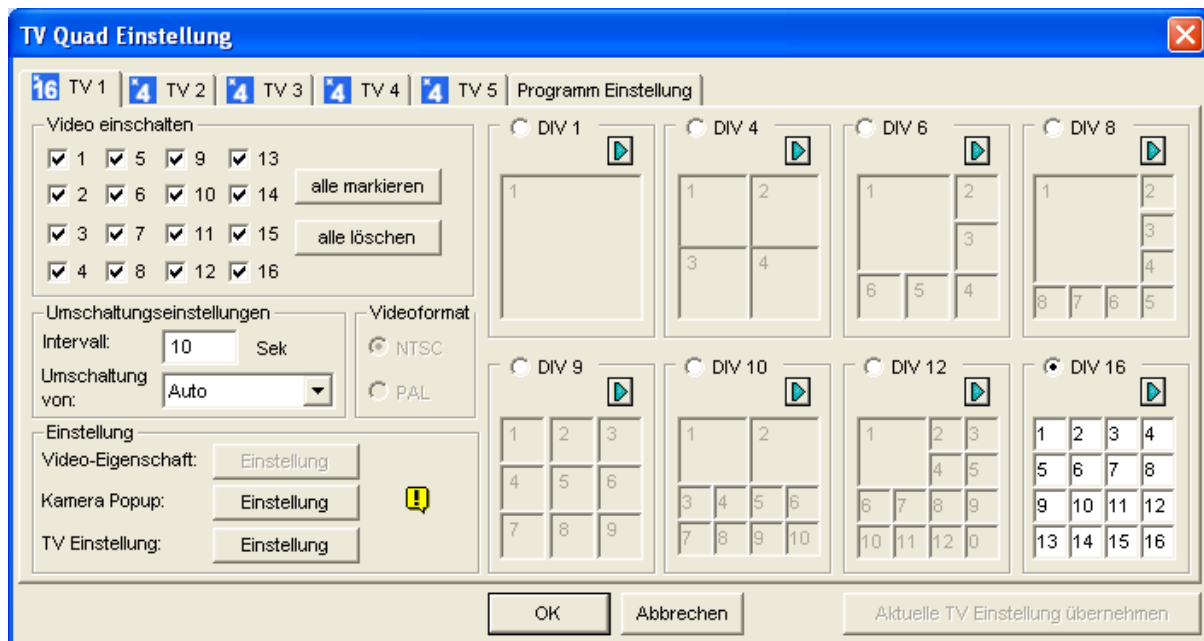 TV Quad Einstellung
16 TV 1 4 TV 2 4 TV 3 4 TV 4 4 TV 5 Programm Einstellung
Video einschalten
1 5 9 13
2 6 10 14
3 7 11 15
4 8 12 16
alle markieren
alle löschen
Umschaltungseinstellungen
Intervall: 10 Sek
Umschaltung von: Auto
Videoformat
NTSC
PAL
Einstellung
Video-Eigenschaft: Einstellung
Kamera Popup: Einstellung
TV Einstellung: Einstellung
DIV 1
1
DIV 4
1 2
3 4
DIV 6
1 2
3
6 5 4
DIV 8
1 2
3
4
8 7 6 5
DIV 9
1 2 3
4 5 6
7 8 9
DIV 10
1 2
3 4 5 6
7 8 9 10
DIV 12
1 2 3
4 5
6 7 8 9
10 11 12 0
DIV 16
1 2 3 4
5 6 7 8
9 10 11 12
13 14 15 16
OK Abbrechen Aktuelle TV Einstellung übernehmen